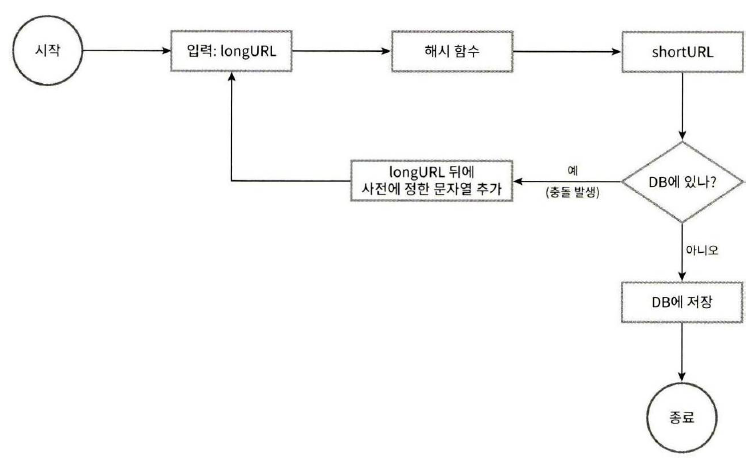 시작
입력: longURL
해시 함수
shortURL
longURL 뒤에
사전에 정한 문자열 추가
예
(충돌 발생)
DB에 있나?
아니오
DB에 저장
종료